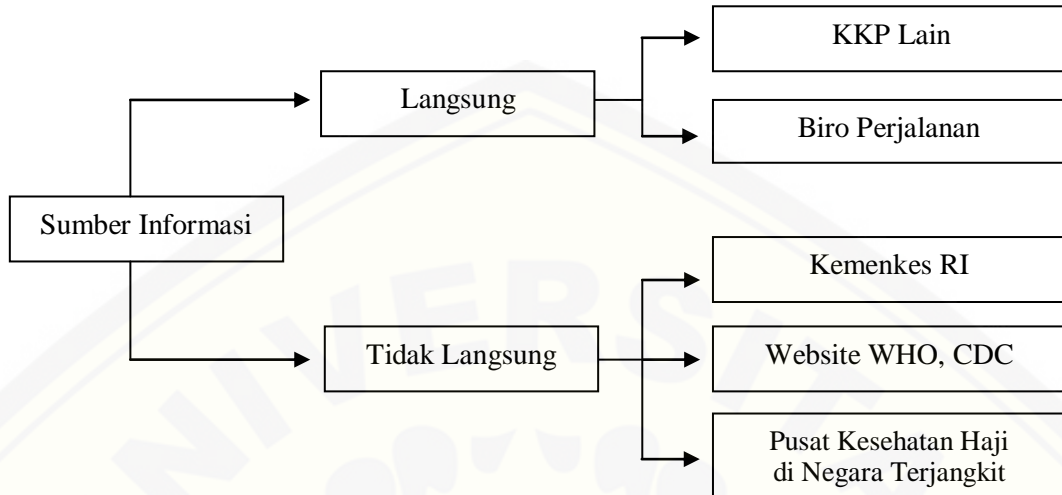 KKP Lain
Langsung
Biro Perjalanan
Sumber Informasi
Kemenkes RI
Tidak Langsung
Website WHO, CDC
Pusat Kesehatan Haji
di Negara Terjangkit